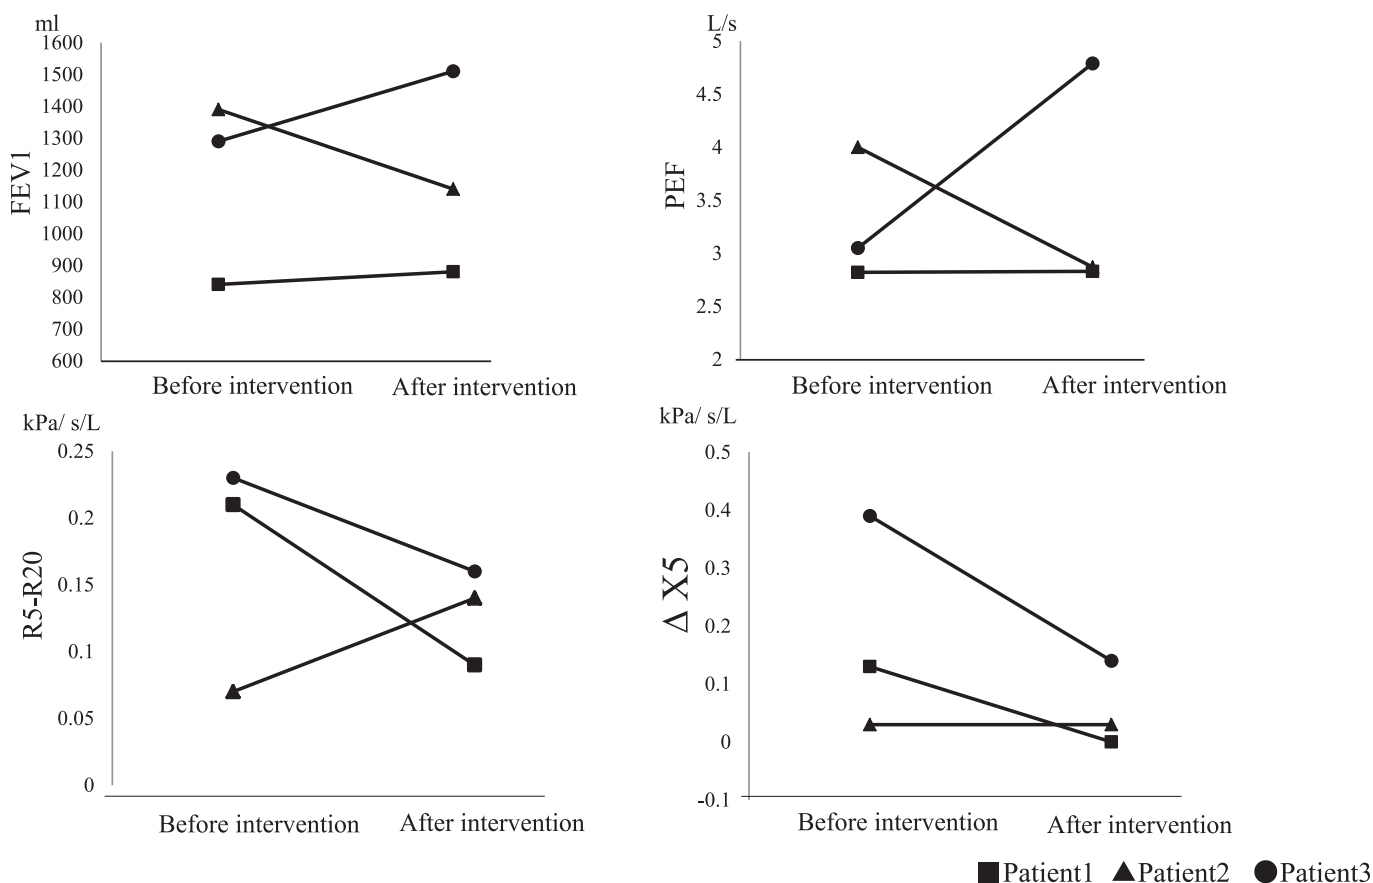 ml
1600
1500
1400
1300
1200
1100
1000
900
800
700
600
FEV1
Before intervention
After intervention
L/s
5
4.5
4
3.5
3
2.5
2
PEF
Before intervention
After intervention
kPa/ s/L
0.25
0.2
0.15
0.1
0.05
0
R5-R20
Before intervention
After intervention
kPa/ s/L
0.5
0.4
0.3
0.2
0.1
0
-0.1
Δ X5
Before intervention
After intervention
Patient1 Patient2 Patient3